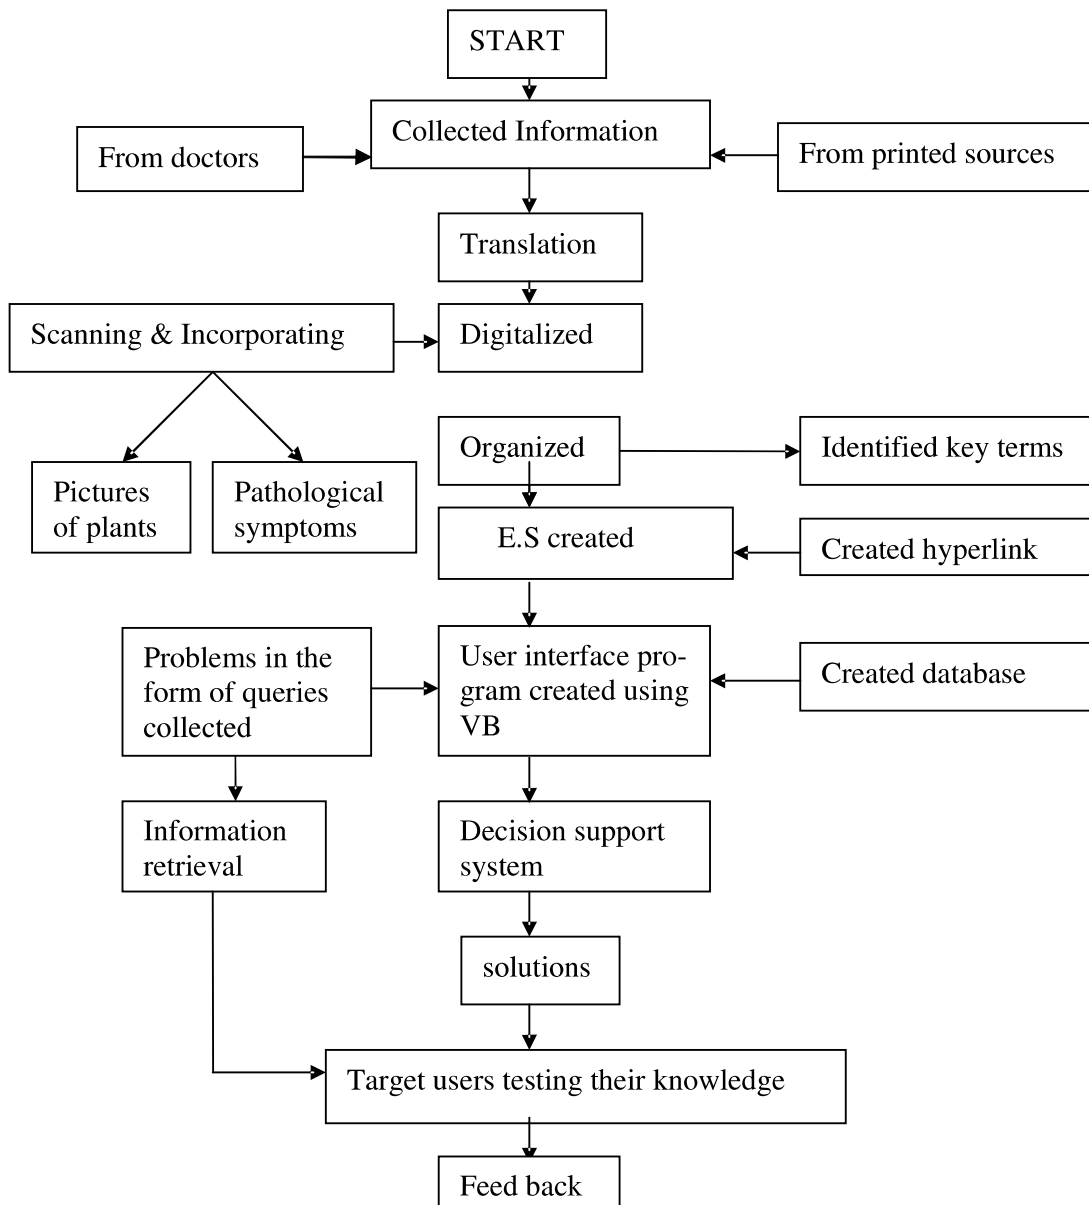 START
Collected Information
From doctors
From printed sources
Translation
Scanning & Incorporating
Digitalized
Organized
Identified key terms
Pictures
of plants
Pathological
symptoms
E.S created
Created hyperlink
Problems in the
form of queries
collected
User interface pro-
gram created using
VB
Created database
Information
retrieval
Decision support
system
solutions
Target users testing their knowledge
Feed back